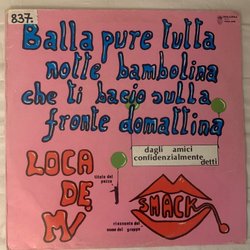 837.
Balla pure tutta
notte bambolina
che ti bacio sulla
fronte domattina
dagli amici
confidenzialmente
detti
LOCA
DE
MV
titolo del
pezzo
SMACK
riassunto del
nome del gruppo